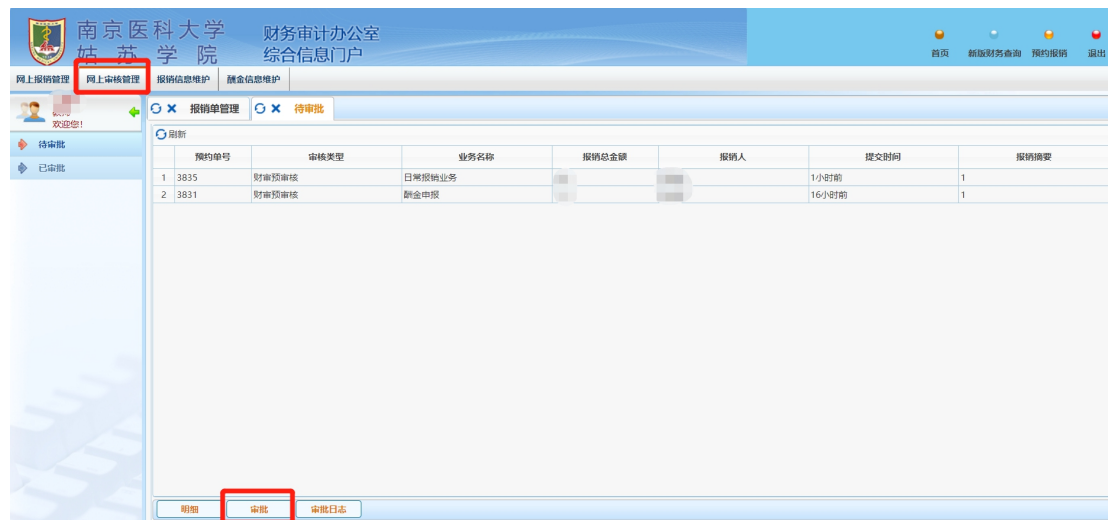 南京医科大学 财务审计办公室
姑苏学院 综合信息门户
首页 新版财务查询 预约报销 退出
网上报销管理 网上审核管理 报销信息维护 酬金信息维护
欢迎您!
报销单管理 待审批
待审批
已审批
刷新
预约单号 审核类型 业务名称 报销总金额 报销人 提交时间 报销摘要
1 3835 财审预审核 日常报销业务 1小时前 1
2 3831 财审预审核 酬金申报 16小时前 1
明细 审批 审批日志